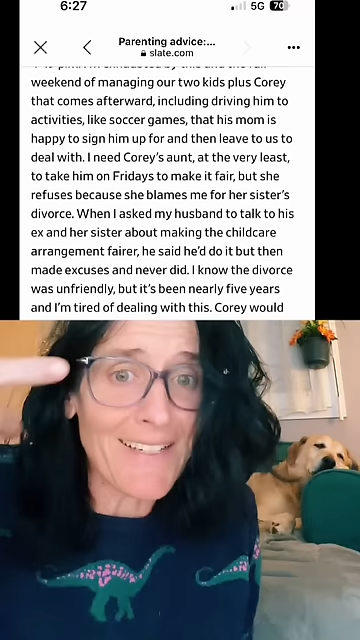 6:27
5G
70
Parenting advice:...
slate.com
weekend of managing our two kids plus Corey
that comes afterward, including driving him to
activities, like soccer games, that his mom is
happy to sign him up for and then leave to us to
deal with. I need Corey's aunt, at the very least,
to take him on Fridays to make it fair, but she
refuses because she blames me for her sister's
divorce. When I asked my husband to talk to his
ex and her sister about making the childcare
arrangement fairer, he said he'd do it but then
made excuses and never did. I know the divorce
was unfriendly, but it's been nearly five years
and I'm tired of dealing with this. Corey would